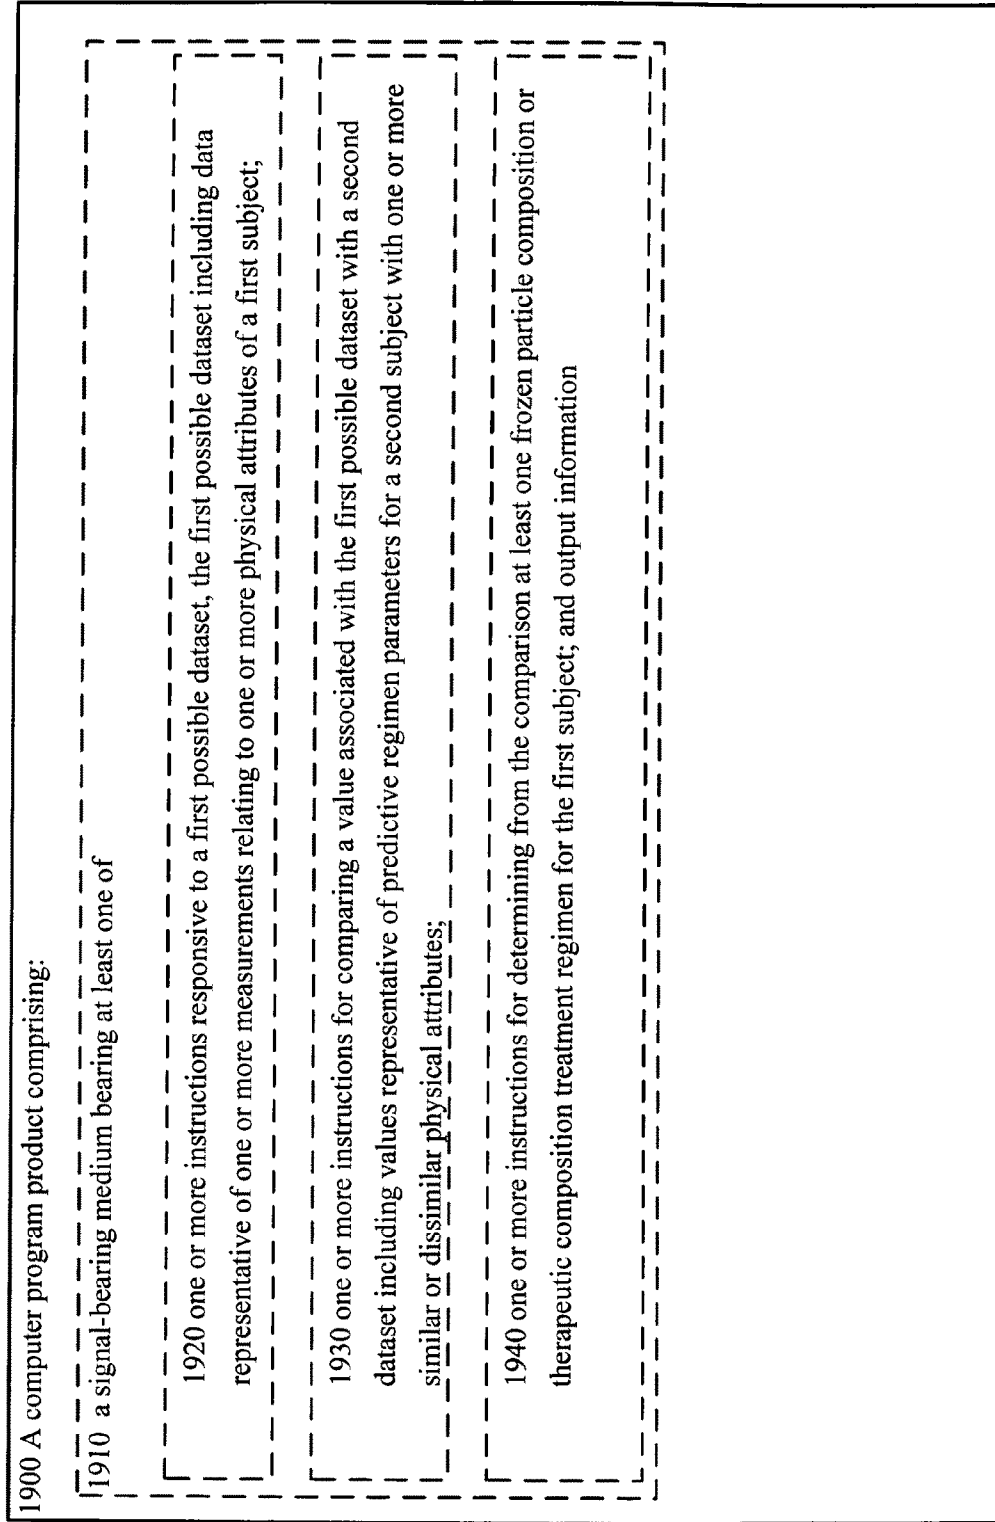 1900 A computer program product comprising:
1910 a signal-bearing medium bearing at least one of
1920 one or more instructions responsive to a first possible dataset, the first possible dataset including data
representative of one or more measurements relating to one or more physical attributes of a first subject;
1930 one or more instructions for comparing a value associated with the first possible dataset with a second
dataset including values representative of predictive regimen parameters for a second subject with one or more
similar or dissimilar physical attributes;
1940 one or more instructions for determining from the comparison at least one frozen particle composition or
therapeutic composition treatment regimen for the first subject; and output information